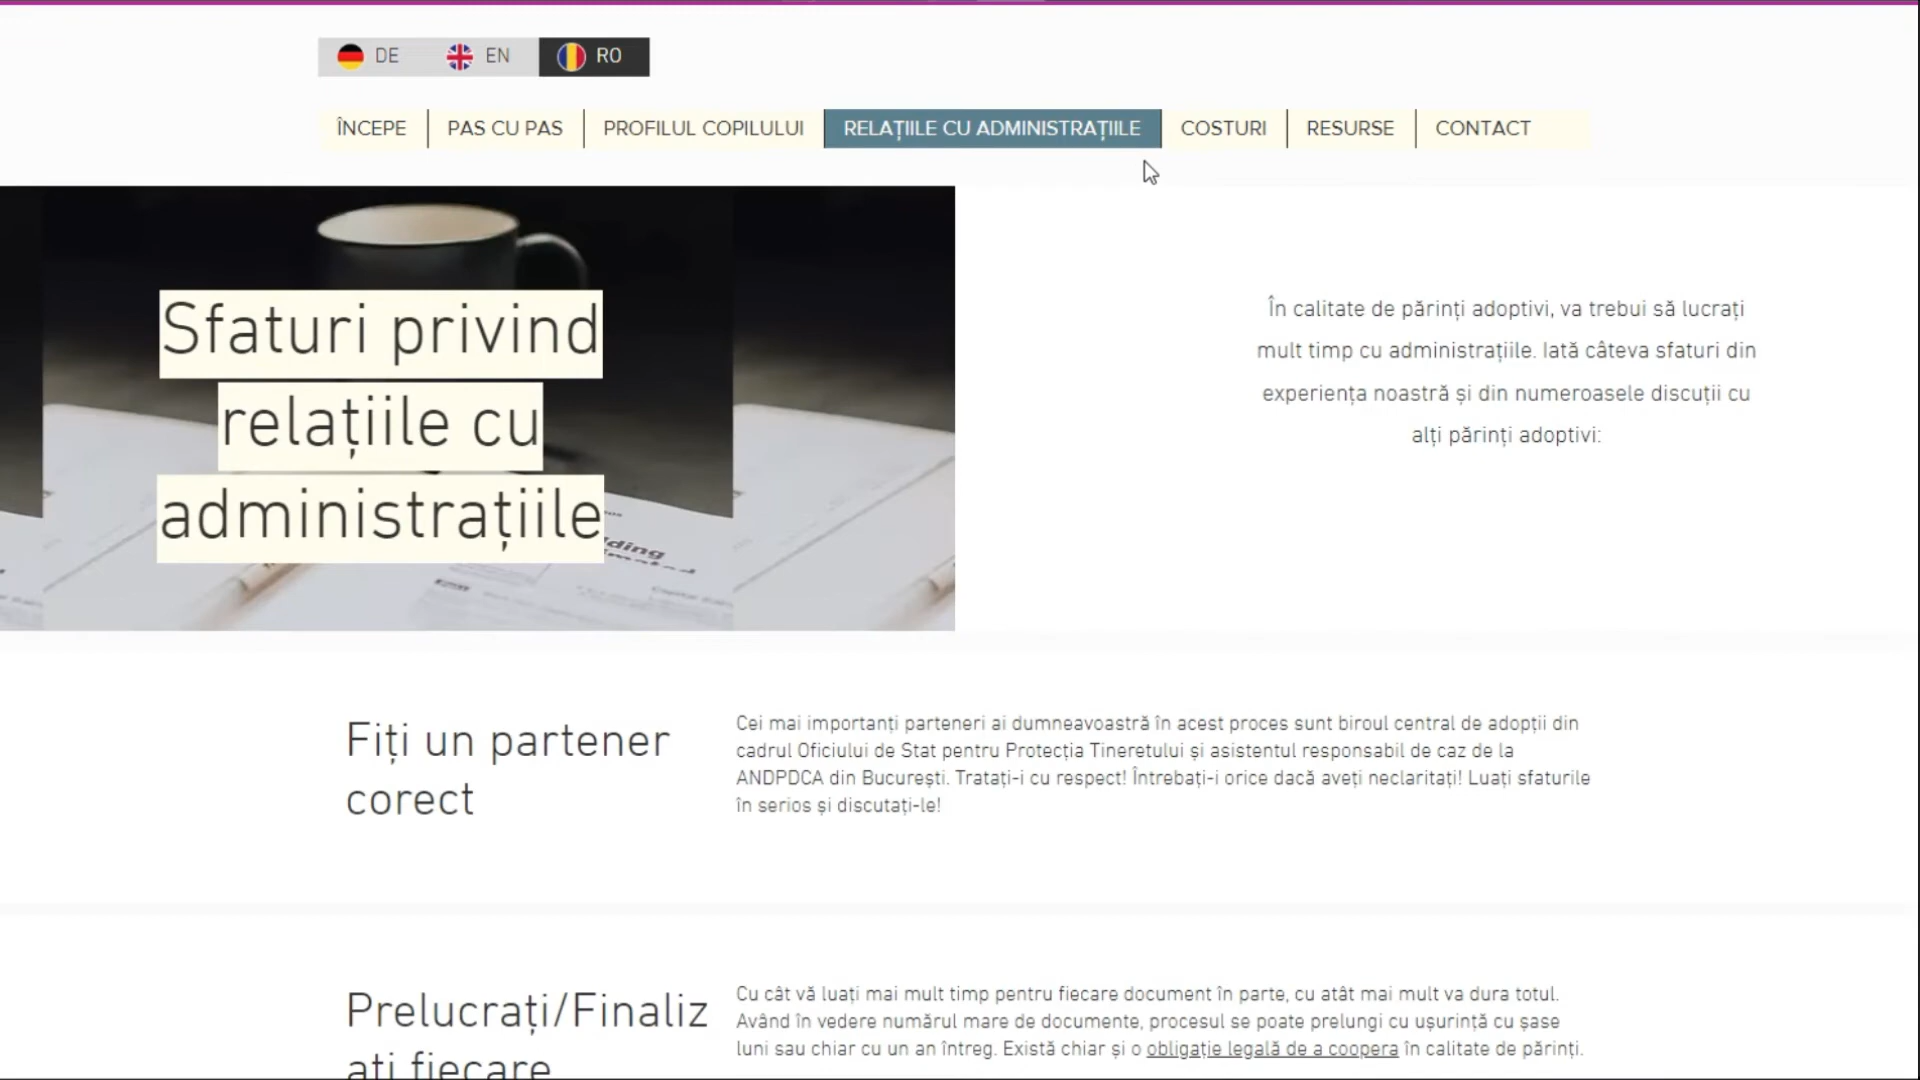 DE EN RO
ÎNCEPE PAS CU PAS PROFILUL COPILULUI RELAȚIILE CU ADMINISTRAȚIILE COSTURI RESURSE CONTACT
Sfaturi privind
relațiile cu
administrațiile
În calitate de părinți adoptivi, va trebui să lucrați
mult timp cu administrațiile. Iată câteva sfaturi din
experiența noastră și din numeroasele discuții cu
alți părinți adoptivi:
Fiți un partener
corect
Cei mai importanți parteneri ai dumneavoastră în acest proces sunt biroul central de adopții din
cadrul Oficiului de Stat pentru Protecția Tineretului și asistentul responsabil de caz de la
ANDPDCA din București. Tratați-i cu respect! Întrebați-i orice dacă aveți neclaritați! Luați sfaturile
în serios și discutați-le!
Prelucrați/Finaliz
ați fiecare
Cu cât vă luați mai mult timp pentru fiecare document în parte, cu atât mai mult va dura totul.
Având în vedere numărul mare de documente, procesul se poate prelungi cu ușurință cu șase
luni sau chiar cu un an întreg. Există chiar și o obligație legală de a coopera în calitate de părinți.